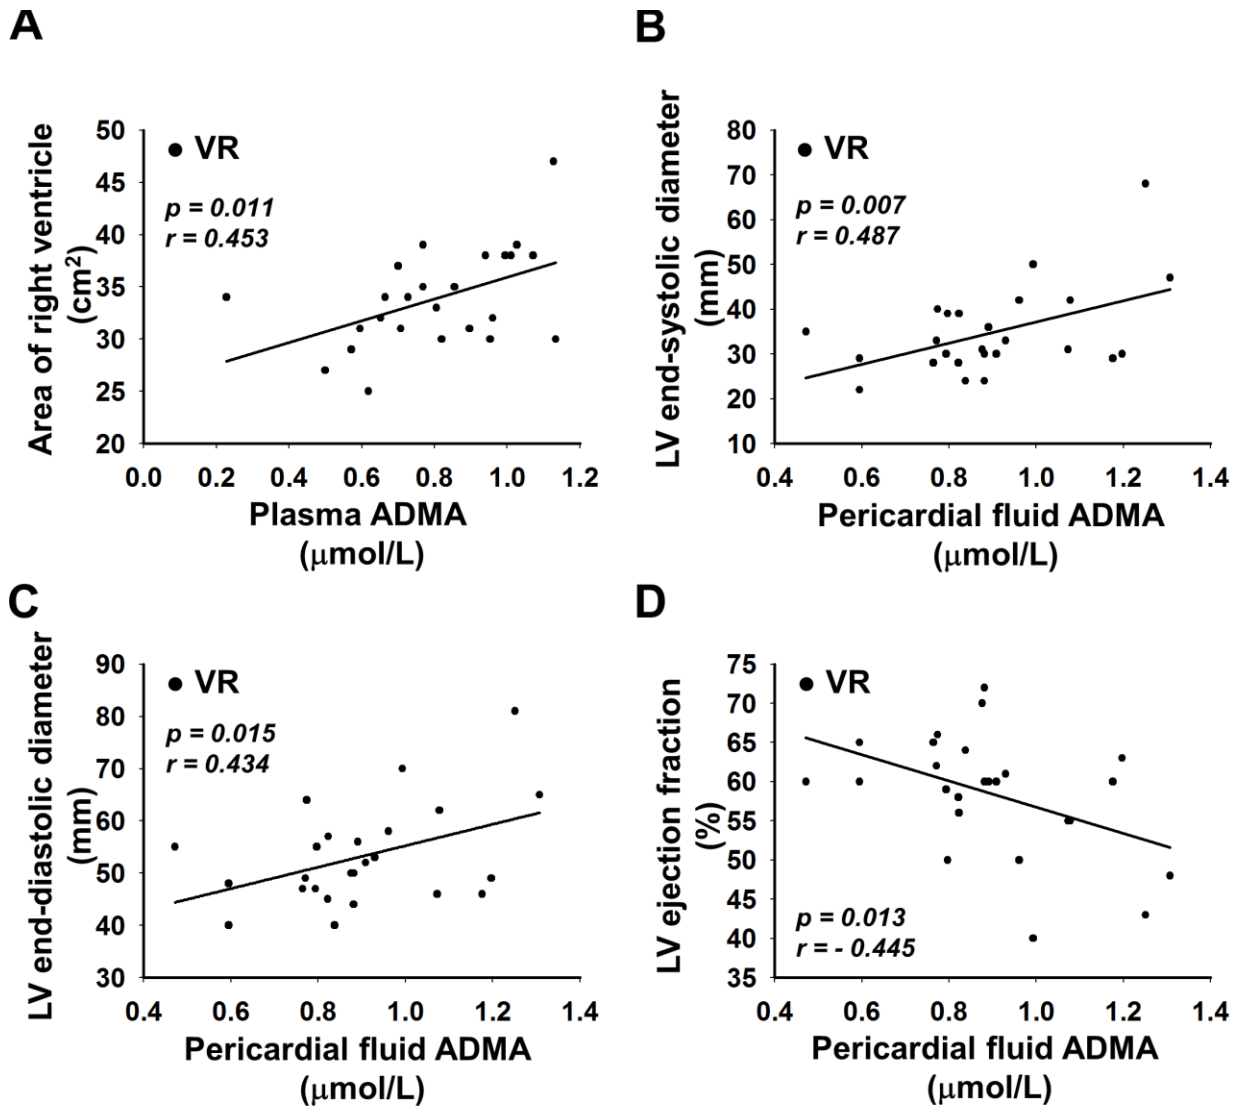 A
Area of right ventricle
(cm²)
50
45
40
35
30
25
20
● VR
p = 0.011
r = 0.453
0.0 0.2 0.4 0.6 0.8 1.0 1.2
Plasma ADMA
(μmol/L)
B
LV end-systolic diameter
(mm)
80
70
60
50
40
30
20
10
● VR
p = 0.007
r = 0.487
0.4 0.6 0.8 1.0 1.2 1.4
Pericardial fluid ADMA
(μmol/L)
C
LV end-diastolic diameter
(mm)
90
80
70
60
50
40
30
● VR
p = 0.015
r = 0.434
0.4 0.6 0.8 1.0 1.2 1.4
Pericardial fluid ADMA
(μmol/L)
D
LV ejection fraction
(%)
75
70
65
60
55
50
45
40
35
● VR
p = 0.013
r = - 0.445
0.4 0.6 0.8 1.0 1.2 1.4
Pericardial fluid ADMA
(μmol/L)